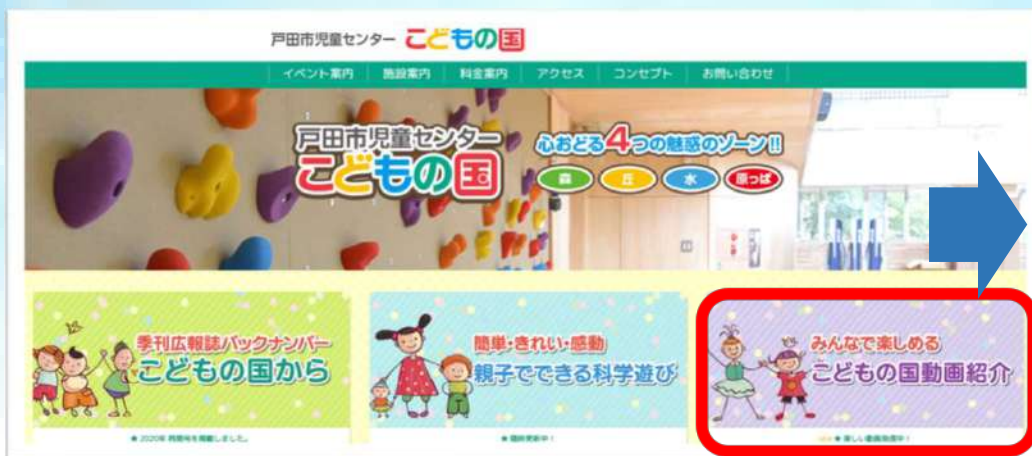 戸田市児童センター こどもの国
イベント案内 施設案内 料金案内 アクセス コンセプト お問い合わせ
戸田市児童センター
こどもの国
心おどる4つの魅惑のゾーン!!
森 丘 水 原っぱ
季刊広報誌バックナンバー
こどもの国から
簡単・きれい・感動
親子でできる科学遊び
みんなで楽しめる
こどもの国動画紹介
★随時更新中!